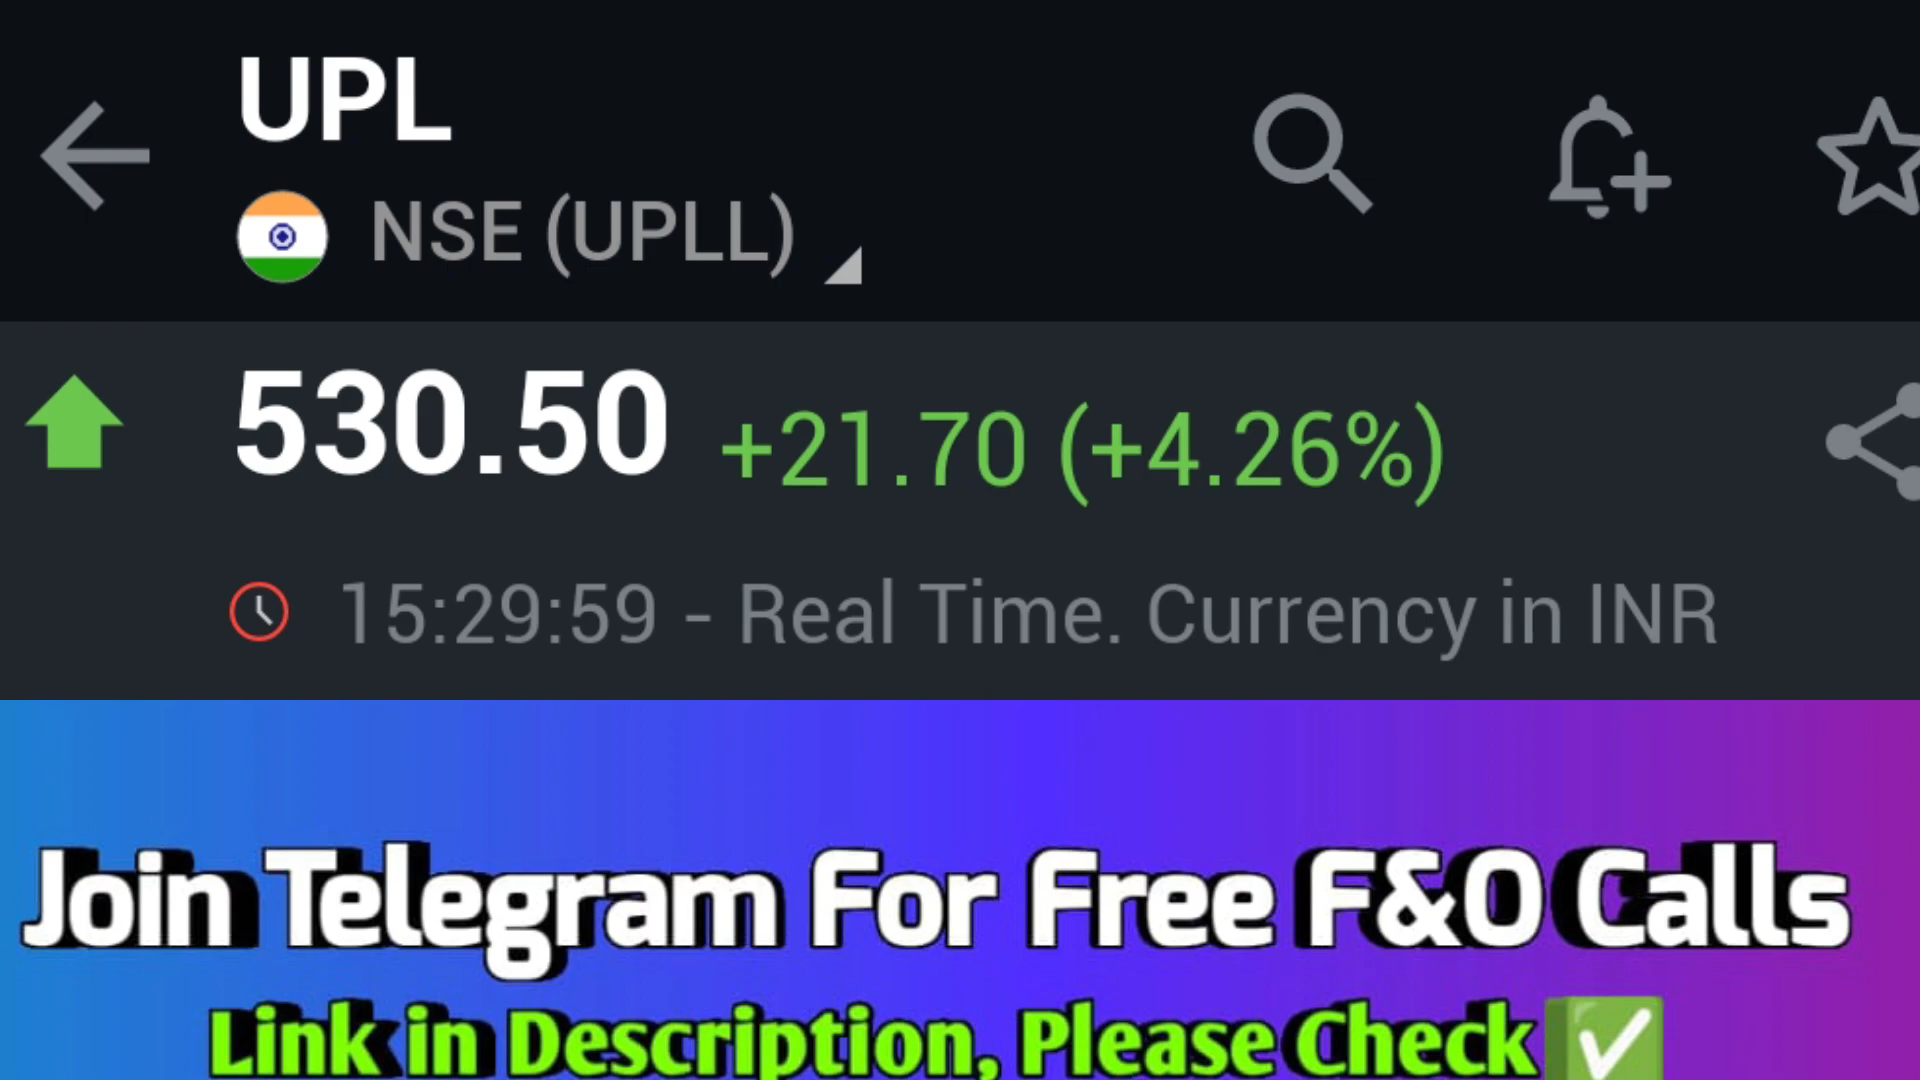 UPL
NSE (UPLL)
530.50 +21.70 (+4.26%)
15:29:59 - Real Time. Currency in INR
Join Telegram For Free F&O Calls
Link in Description, Please Check ✅